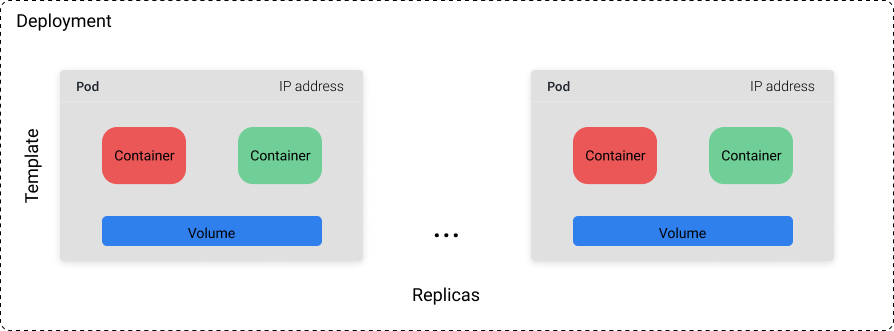 Deployment
Template
Pod IP address
Container Container
Volume
...
Pod IP address
Container Container
Volume
Replicas